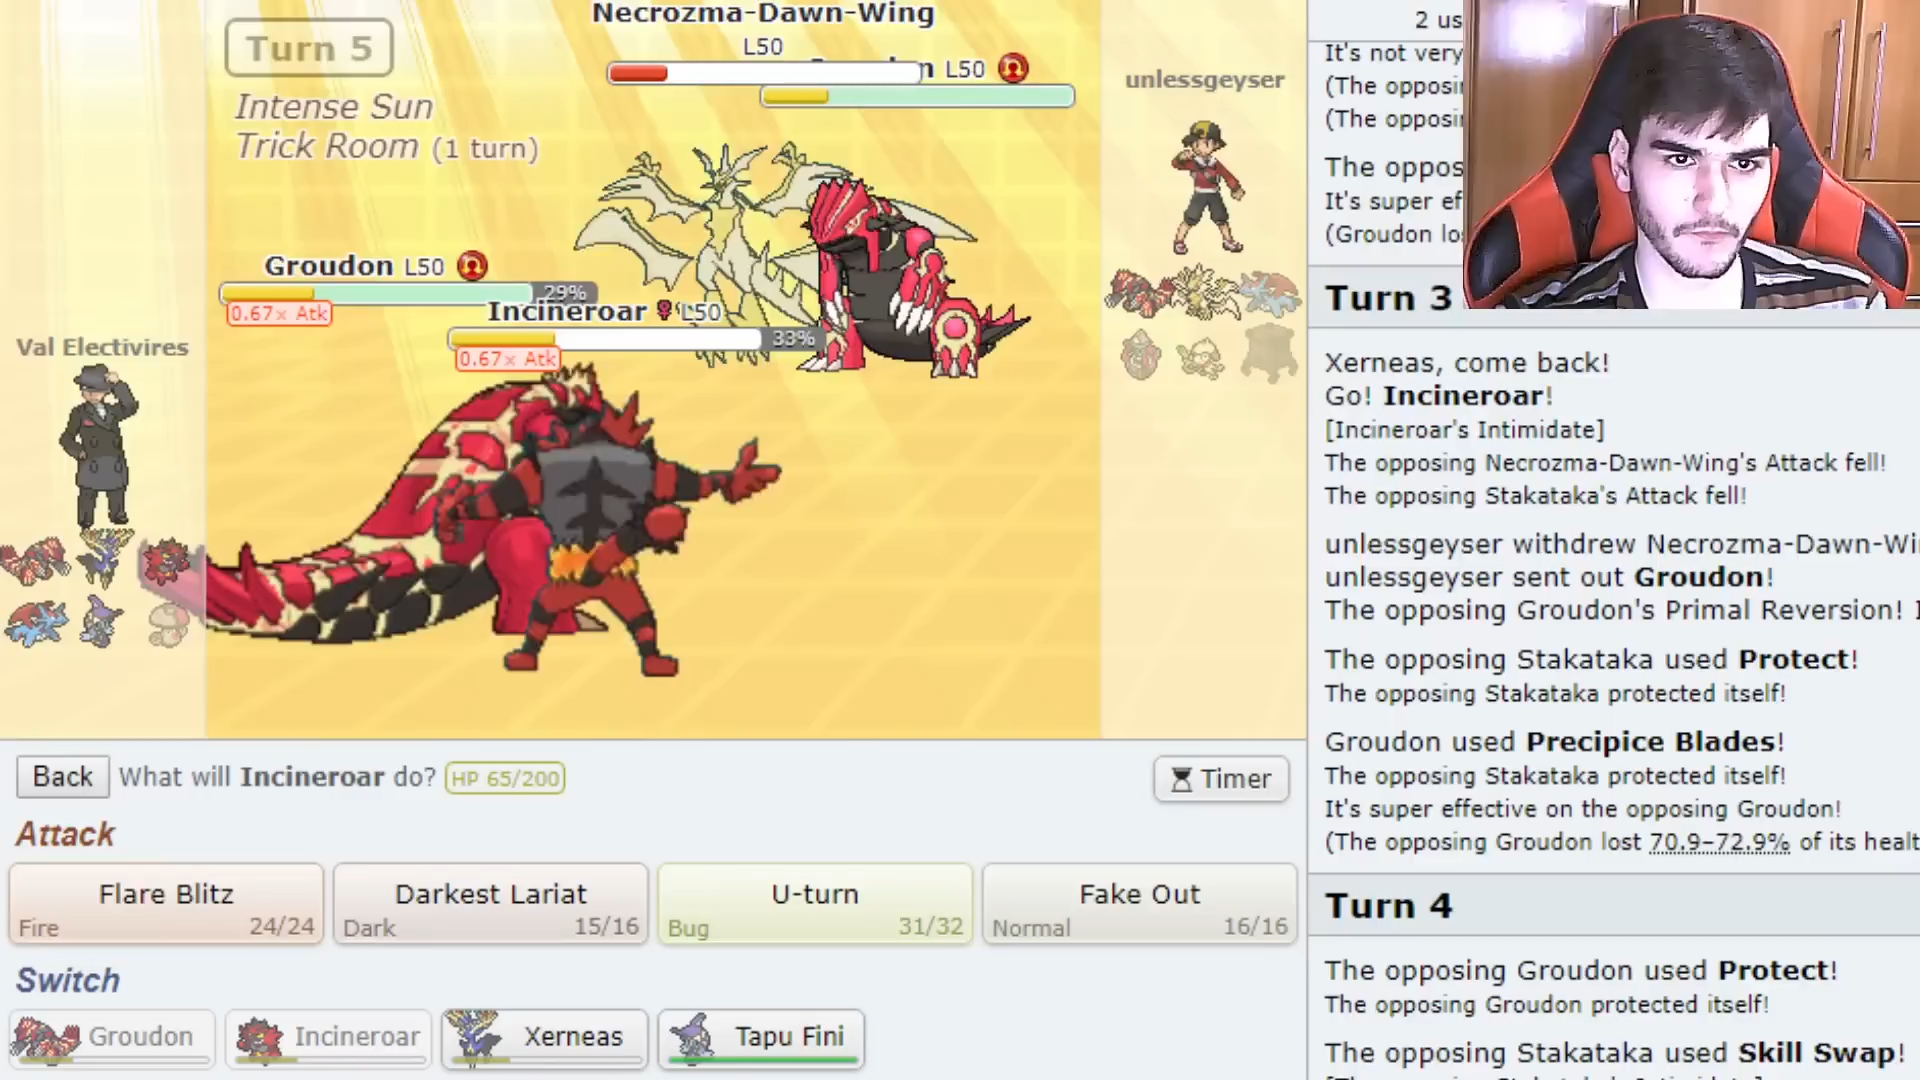 Turn 5
Intense Sun
Trick Room (1 turn)
Necrozma-Dawn-Wing
L50
L50
unlessgeyser
Groudon L50
29%
0.67× Atk
Incineroar L50
33%
0.67× Atk
Val Electivires
Back
What will Incineroar do? HP 65/200
Timer
Attack
Flare Blitz
Fire 24/24
Darkest Lariat
Dark 15/16
U-turn
Bug 31/32
Fake Out
Normal 16/16
Switch
Groudon
Incineroar
Xerneas
Tapu Fini
2 us
It's not very
(The opposi
(The opposi
The oppos
It's super ef
(Groudon lo
Turn 3
Xerneas, come back!
Go! Incineroar!
[Incineroar's Intimidate]
The opposing Necrozma-Dawn-Wing's Attack fell!
The opposing Stakataka's Attack fell!
unlessgeyser withdrew Necrozma-Dawn-Wi
unlessgeyser sent out Groudon!
The opposing Groudon's Primal Reversion! I
The opposing Stakataka used Protect!
The opposing Stakataka protected itself!
Groudon used Precipice Blades!
The opposing Stakataka protected itself!
It's super effective on the opposing Groudon!
(The opposing Groudon lost 70.9–72.9% of its healt
Turn 4
The opposing Groudon used Protect!
The opposing Groudon protected itself!
The opposing Stakataka used Skill Swap!